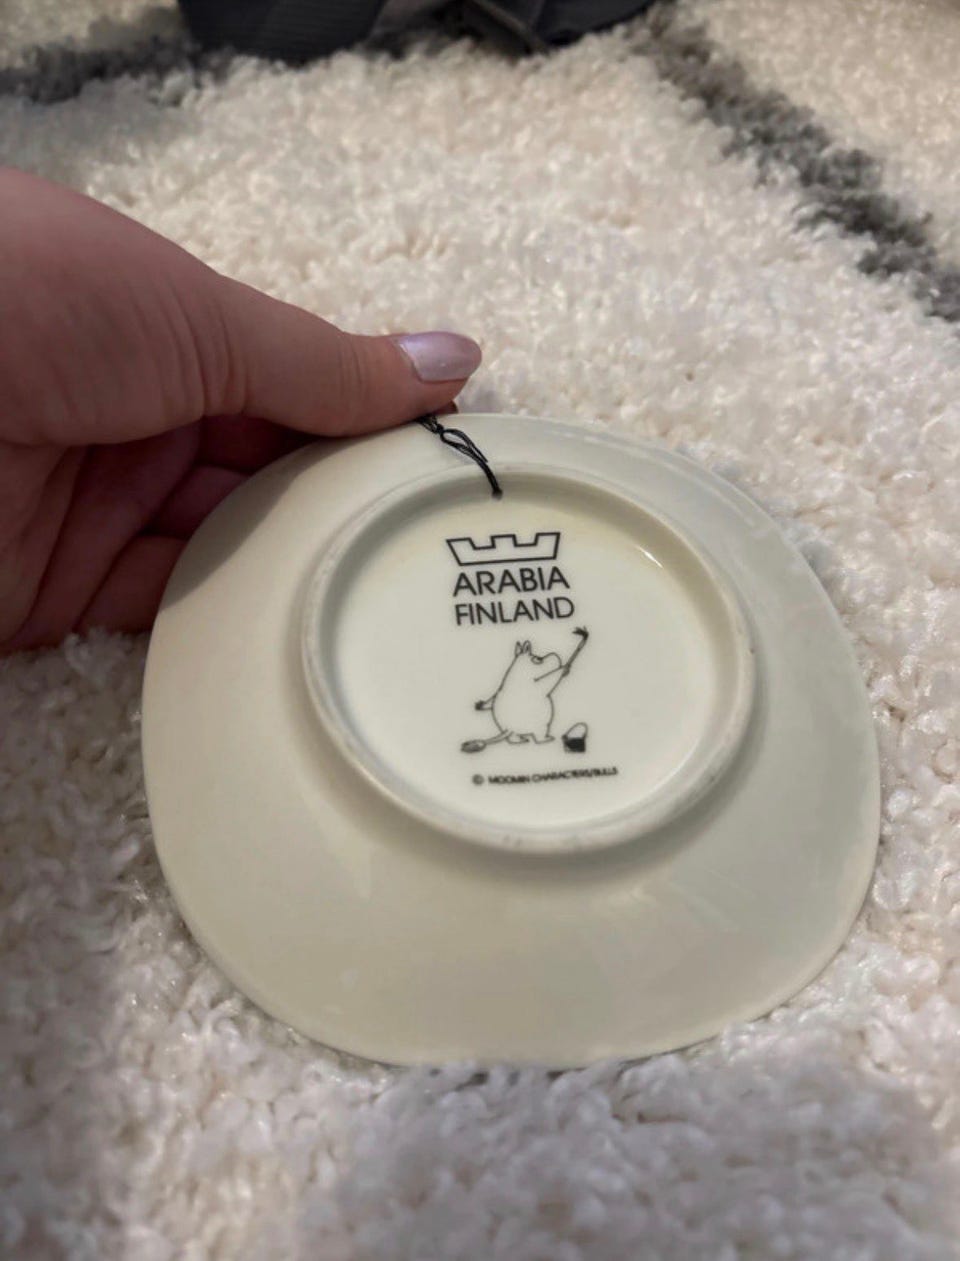 ARABIA
FINLAND
© MOOMIN CHARACTERS/BULLS